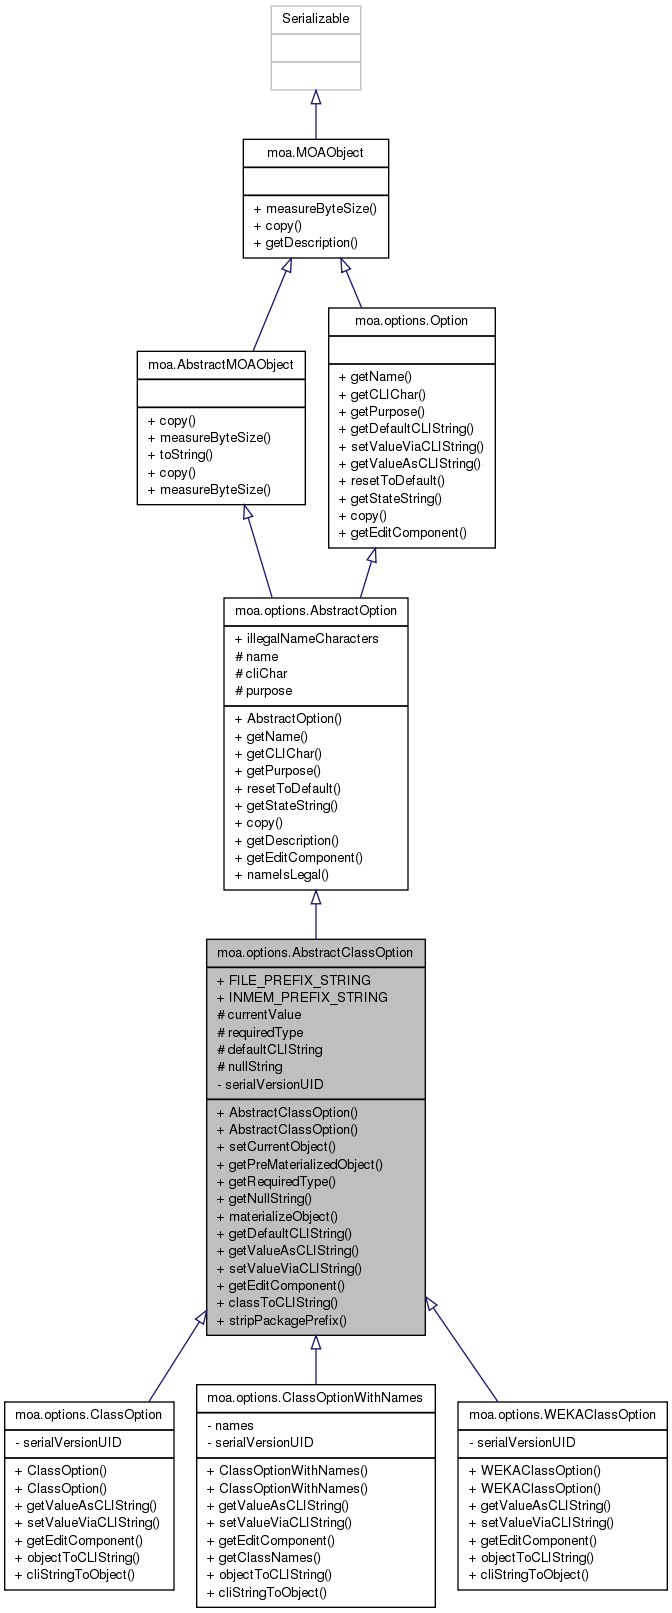 Serializable
moa.MOAObject
+ measureByteSize()
+ copy()
+ getDescription()
moa.options.Option
+ getName()
+ getCLIChar()
+ getPurpose()
+ getDefaultCLIString()
+ setValueViaCLIString()
+ getValueAsCLIString()
+ resetToDefault()
+ getStateString()
+ copy()
+ getEditComponent()
moa.AbstractMOAObject
+ copy()
+ measureByteSize()
+ toString()
+ copy()
+ measureByteSize()
moa.options.AbstractOption
+ illegalNameCharacters
# name
# cliChar
# purpose
+ AbstractOption()
+ getName()
+ getCLIChar()
+ getPurpose()
+ resetToDefault()
+ getStateString()
+ copy()
+ getDescription()
+ getEditComponent()
+ nameIsLegal()
moa.options.AbstractClassOption
+ FILE_PREFIX_STRING
+ INMEM_PREFIX_STRING
# currentValue
# requiredType
# defaultCLIString
# nullString
- serialVersionUID
+ AbstractClassOption()
+ AbstractClassOption()
+ setCurrentObject()
+ getPreMaterializedObject()
+ getRequiredType()
+ getNullString()
+ materializeObject()
+ getDefaultCLIString()
+ getValueAsCLIString()
+ setValueViaCLIString()
+ getEditComponent()
+ classToCLIString()
+ stripPackagePrefix()
moa.options.ClassOption
- serialVersionUID
+ ClassOption()
+ ClassOption()
+ getValueAsCLIString()
+ setValueViaCLIString()
+ getEditComponent()
+ objectToCLIString()
+ cliStringToObject()
moa.options.ClassOptionWithNames
- names
- serialVersionUID
+ ClassOptionWithNames()
+ ClassOptionWithNames()
+ getValueAsCLIString()
+ setValueViaCLIString()
+ getEditComponent()
+ getClassNames()
+ objectToCLIString()
+ cliStringToObject()
moa.options.WEKAClassOption
- serialVersionUID
+ WEKAClassOption()
+ WEKAClassOption()
+ getValueAsCLIString()
+ setValueViaCLIString()
+ getEditComponent()
+ objectToCLIString()
+ cliStringToObject()